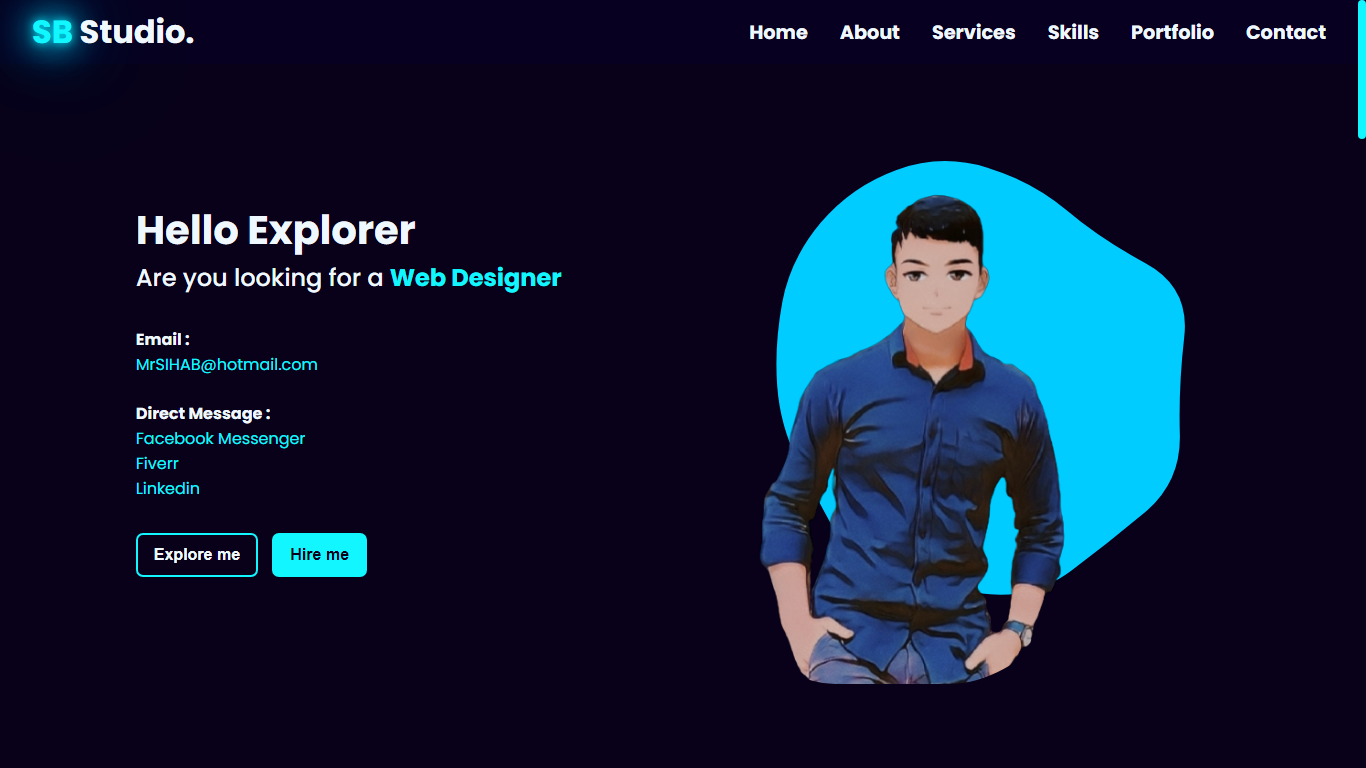 SB Studio.
Home About Services Skills Portfolio Contact
Hello Explorer
Are you looking for a Web Designer
Email :
MrSIHAB@hotmail.com
Direct Message :
Facebook Messenger
Fiverr
Linkedin
Explore me
Hire me